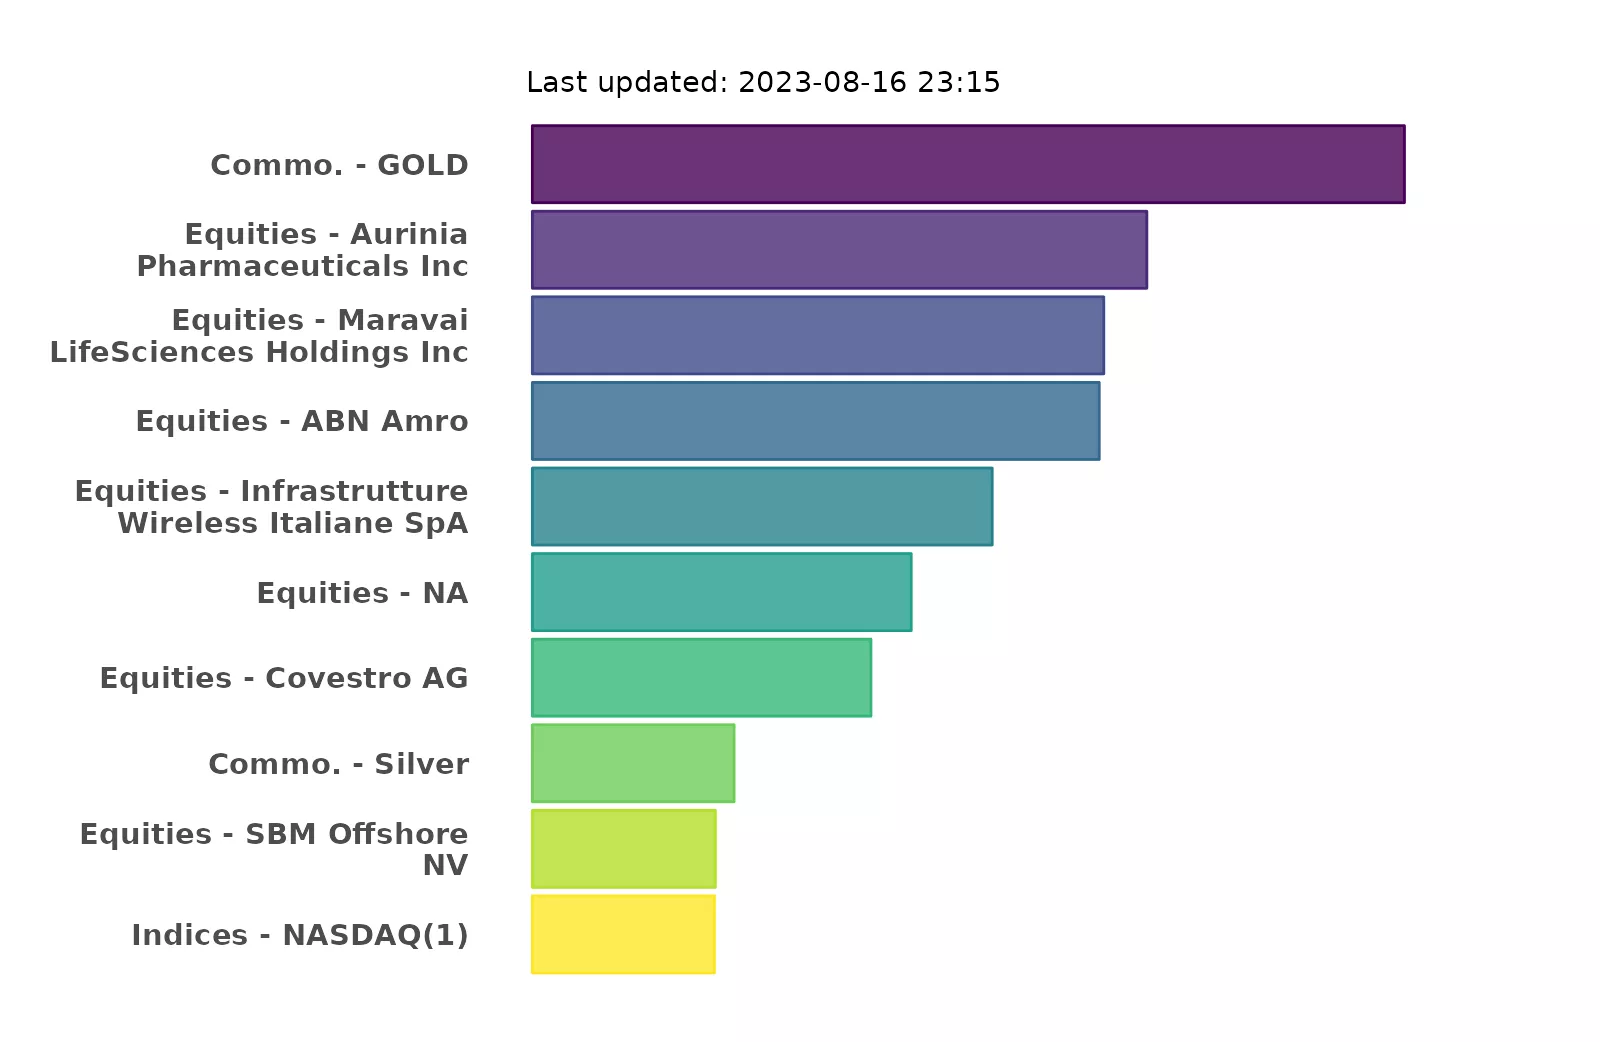 Last updated: 2023-08-16 23:15
Commo. - GOLD
Equities - Aurinia
Pharmaceuticals Inc
Equities - Maravai
LifeSciences Holdings Inc
Equities - ABN Amro
Equities - Infrastrutture
Wireless Italiane SpA
Equities - NA
Equities - Covestro AG
Commo. - Silver
Equities - SBM Offshore
NV
Indices - NASDAQ(1)